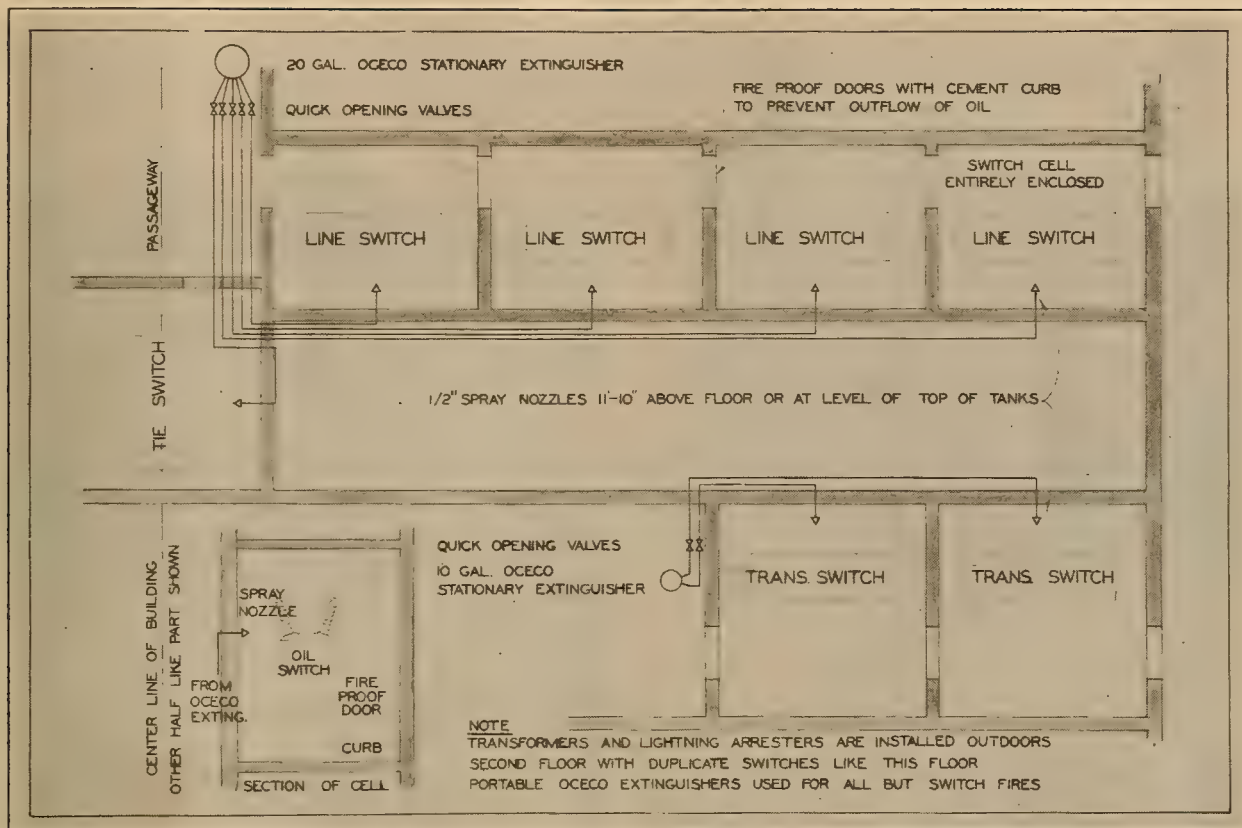 20 GAL. OCECO STATIONARY EXTINGUISHER
QUICK OPENING VALVES
FIRE PROOF DOORS WITH CEMENT CURB
TO PREVENT OUTFLOW OF OIL
PASSAGEWAY
SWITCH CELL
ENTIRELY ENCLOSED
LINE SWITCH
LINE SWITCH
LINE SWITCH
LINE SWITCH
TIE SWITCH
1/2" SPRAY NOZZLES 11'-10" ABOVE FLOOR OR AT LEVEL OF TOP OF TANKS
QUICK OPENING VALVES
10 GAL. OCECO
STATIONARY EXTINGUISHER
TRANS. SWITCH
TRANS. SWITCH
CENTER LINE OF BUILDING
OTHER HALF LIKE PART SHOWN
SPRAY
NOZZLE
OIL
SWITCH
FROM
OCECO
EXTING.
FIRE
PROOF
DOOR
CURB
SECTION OF CELL
NOTE
TRANSFORMERS AND LIGHTNING ARRESTERS ARE INSTALLED OUTDOORS
SECOND FLOOR WITH DUPLICATE SWITCHES LIKE THIS FLOOR
PORTABLE OCECO EXTINGUISHERS USED FOR ALL BUT SWITCH FIRES